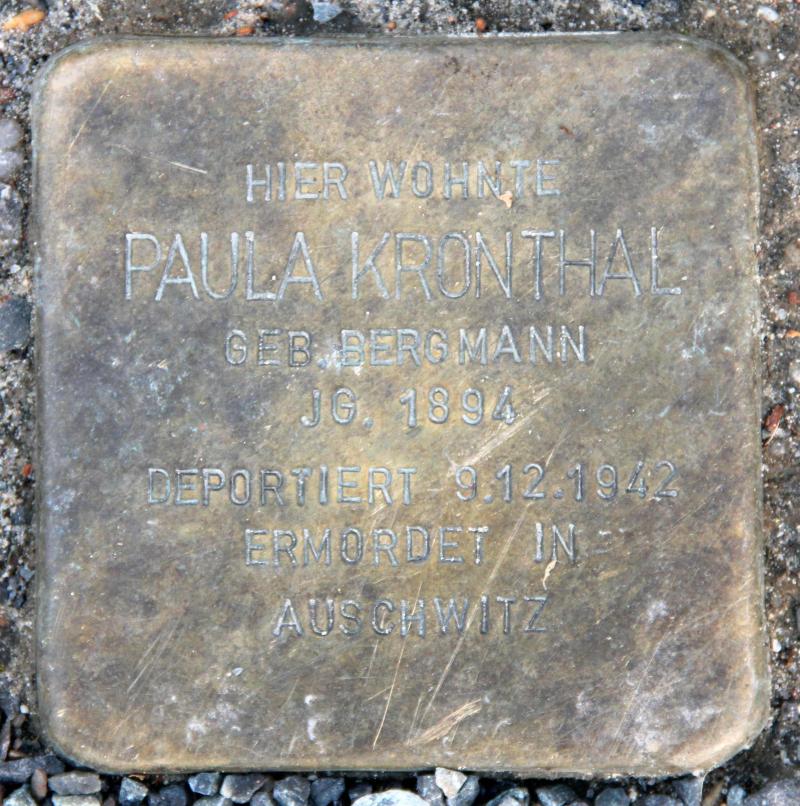 HIER WOHNTE
PAULA KRONTHAL
GEB. BERGMANN
JG. 1894
DEPORTIERT 9.12.1942
ERMORDET IN
AUSCHWITZ